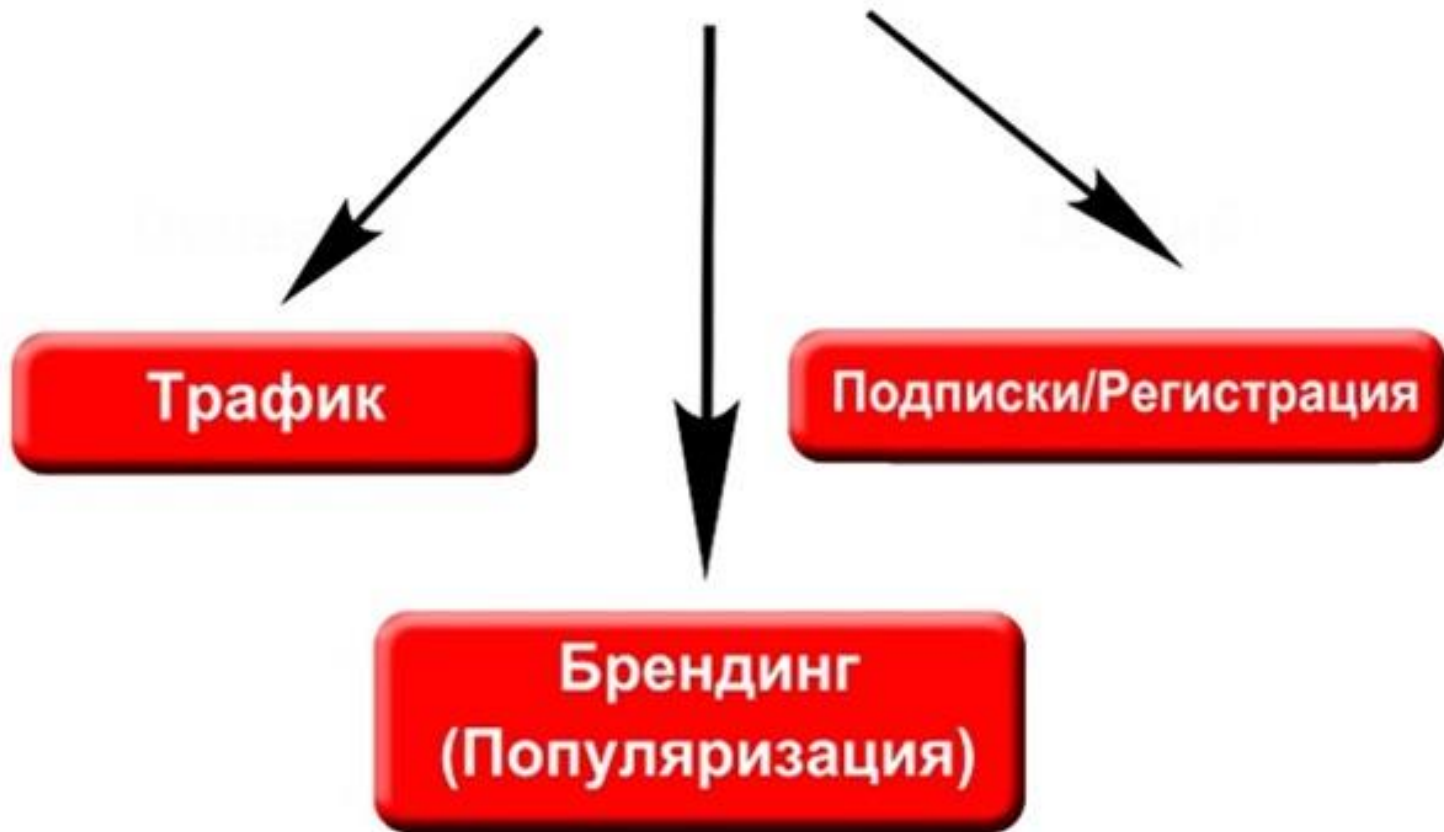 Трафик
Подписки/Регистрация
Брендинг
(Популяризация)